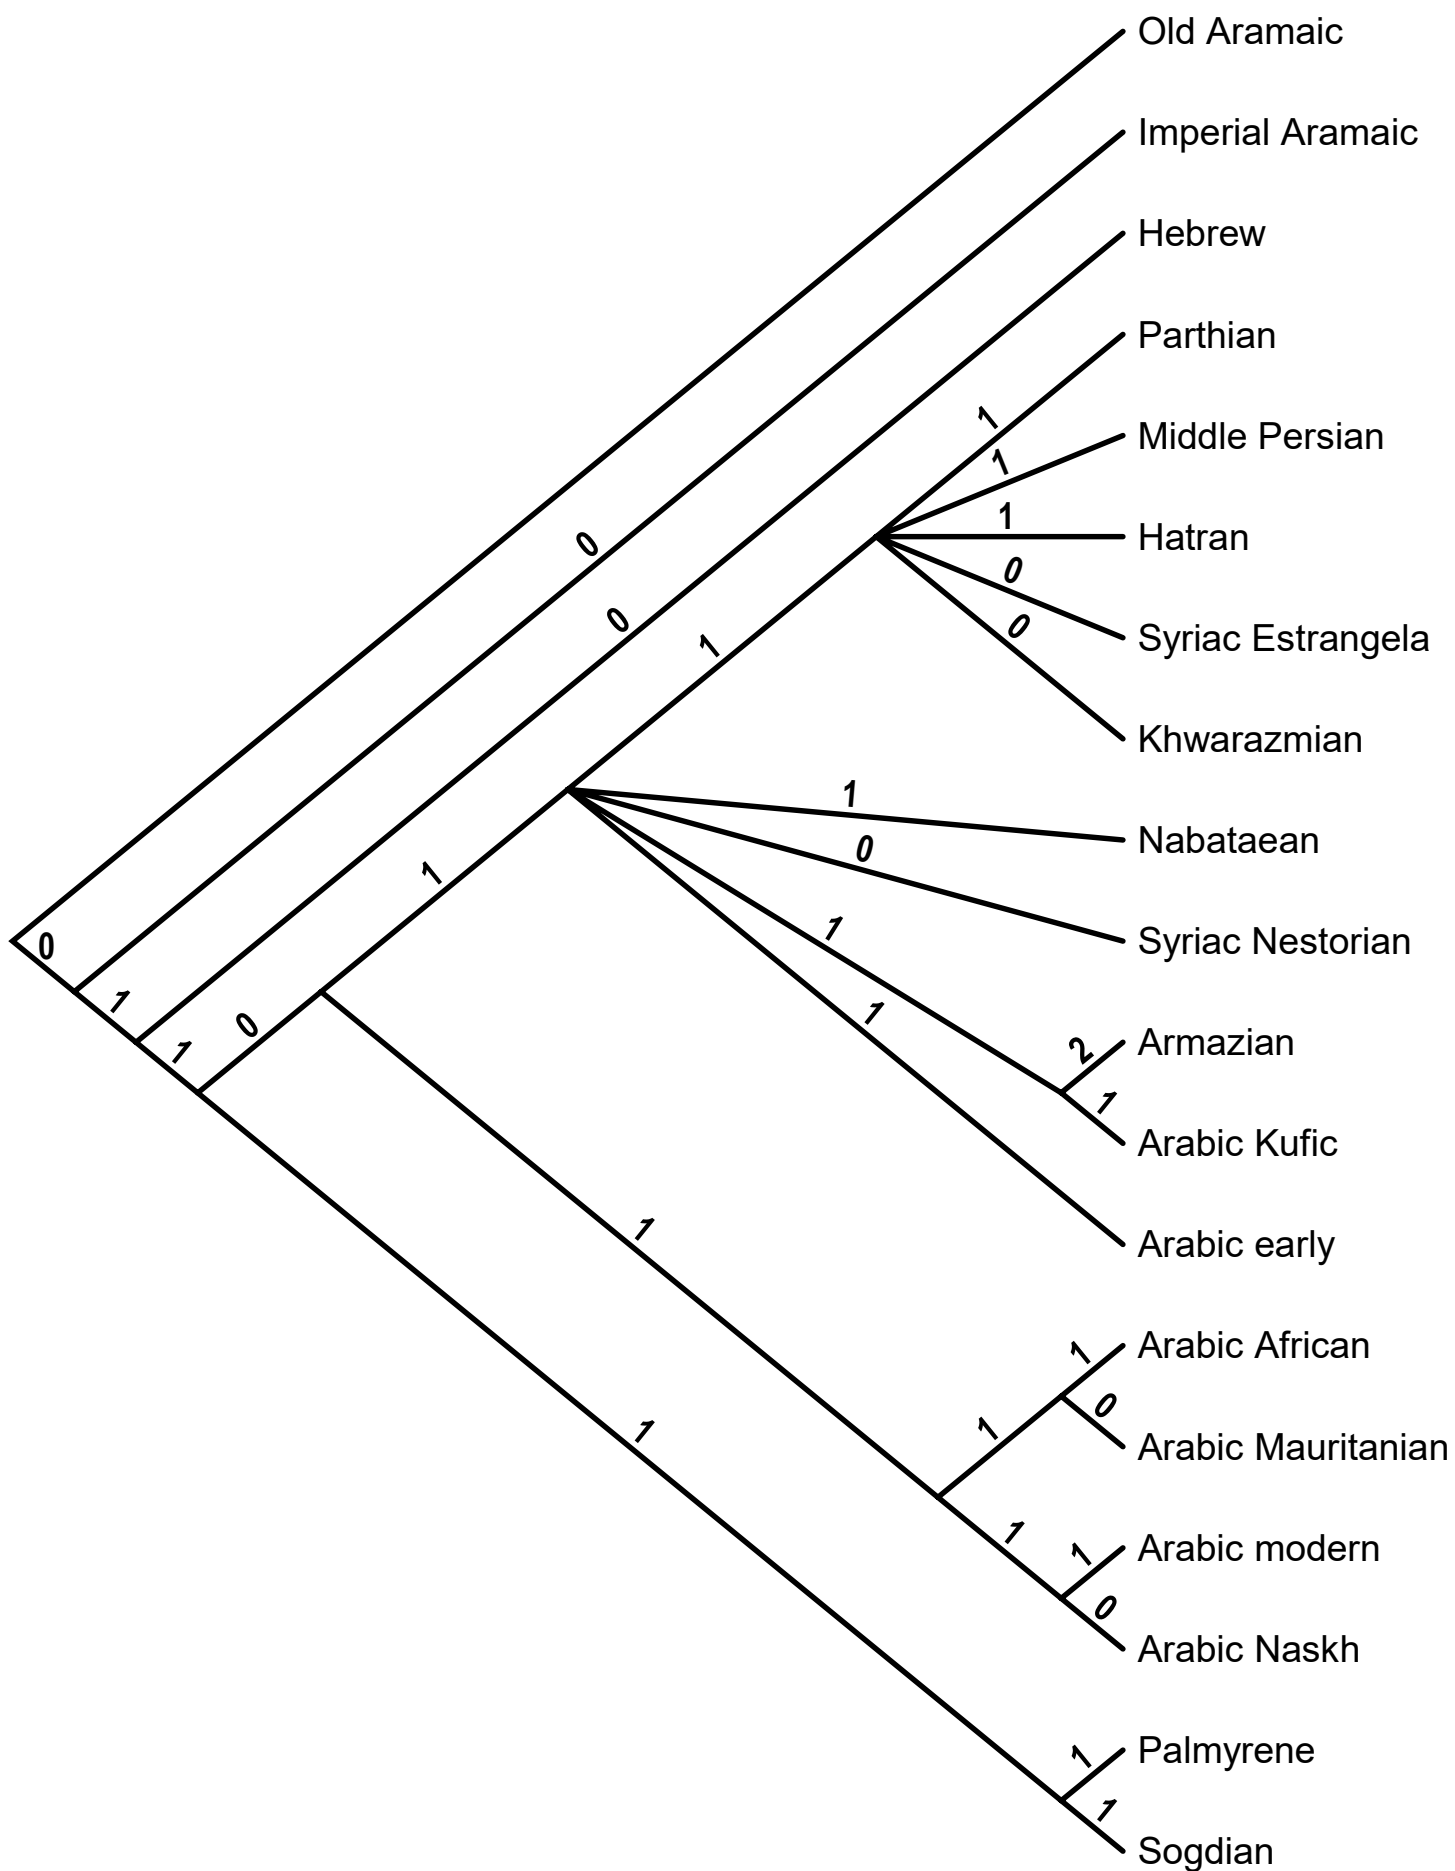 Old Aramaic
Imperial Aramaic
Hebrew
Parthian
1
Middle Persian
1
1
Hatran
0
0
Syriac Estrangela
0
0
1
Khwarazmian
1
Nabataean
0
1
Syriac Nestorian
1
0
1
1
0
Armazian
2
1
1
Arabic Kufic
1
Arabic early
1
Arabic African
0
1
1
Arabic Mauritanian
1
1
Arabic modern
0
Arabic Naskh
1
Palmyrene
1
Sogdian